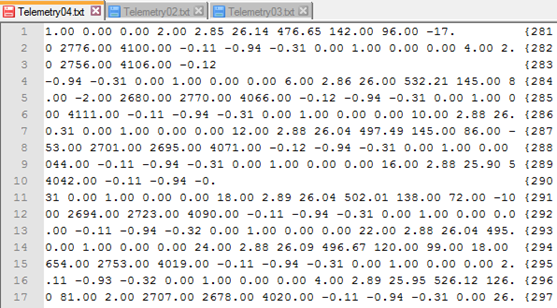 Telemetry04.txt Telemetry02.txt Telemetry03.txt
1 1.00 0.00 0.00 2.00 2.85 26.14 476.65 142.00 96.00 -17. {281
2 0 2776.00 4100.00 -0.11 -0.94 -0.31 0.00 1.00 0.00 0.00 4.00 2. {282
3 0 2756.00 4106.00 -0.12 {283
4 -0.94 -0.31 0.00 1.00 0.00 0.00 6.00 2.86 26.00 532.21 145.00 8 {284
5 .00 -2.00 2680.00 2770.00 4066.00 -0.12 -0.94 -0.31 0.00 1.00 0 {285
6 00 4111.00 -0.11 -0.94 -0.31 0.00 1.00 0.00 0.00 10.00 2.88 26. {286
7 0.31 0.00 1.00 0.00 0.00 12.00 2.88 26.04 497.49 145.00 86.00 - {287
8 53.00 2701.00 2695.00 4071.00 -0.12 -0.94 -0.31 0.00 1.00 0.00 {288
9 044.00 -0.11 -0.94 -0.31 0.00 1.00 0.00 0.00 16.00 2.88 25.90 5 {289
10 4042.00 -0.11 -0.94 -0. {290
11 31 0.00 1.00 0.00 0.00 18.00 2.89 26.04 502.01 138.00 72.00 -10 {291
12 00 2694.00 2723.00 4090.00 -0.11 -0.94 -0.31 0.00 1.00 0.00 0.0 {292
13 .00 -0.11 -0.94 -0.32 0.00 1.00 0.00 0.00 22.00 2.88 26.04 495. {293
14 0.00 1.00 0.00 0.00 24.00 2.88 26.09 496.67 120.00 99.00 18.00 {294
15 654.00 2753.00 4019.00 -0.11 -0.94 -0.31 0.00 1.00 0.00 0.00 2. {295
16 .11 -0.93 -0.32 0.00 1.00 0.00 0.00 4.00 2.89 25.95 526.12 126. {296
17 0 81.00 2.00 2707.00 2678.00 4020.00 -0.11 -0.94 -0.31 0.00 26. {297